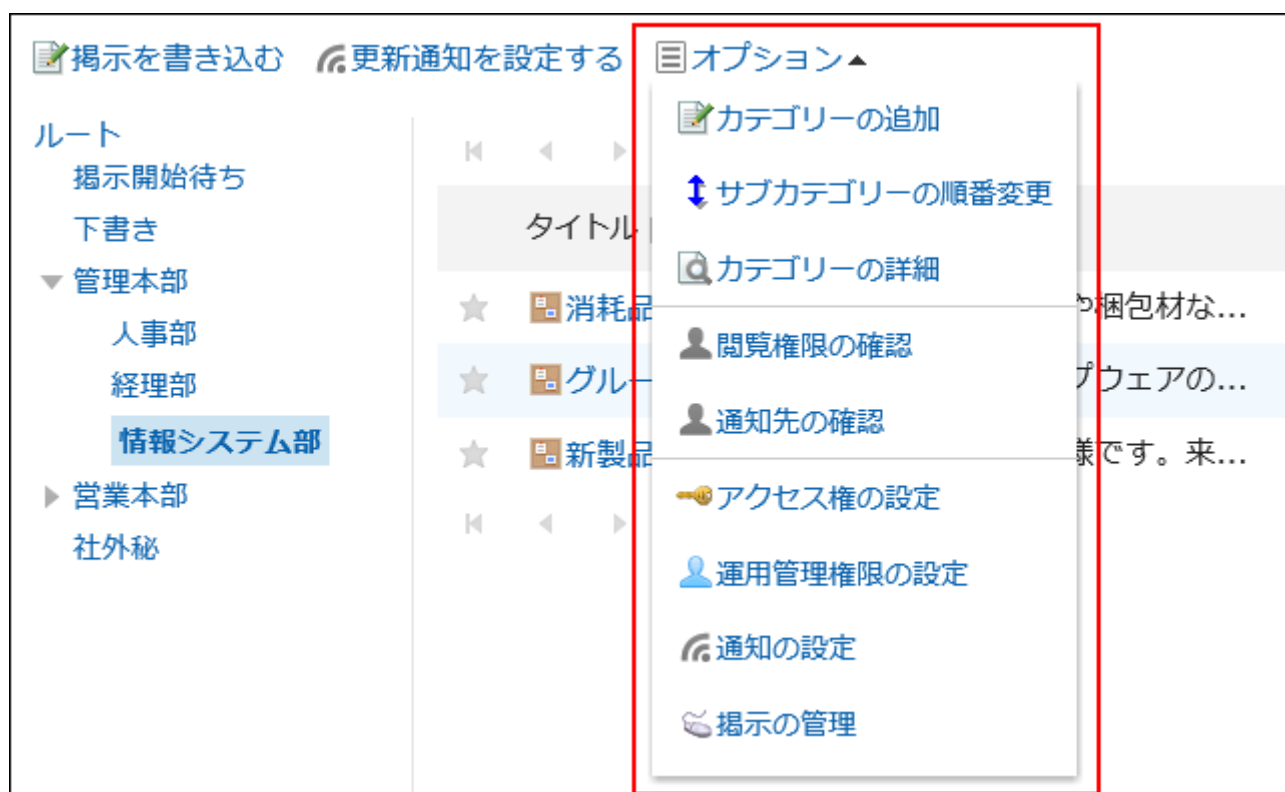 掲示を書き込む 更新通知を設定する オプション▲
ルート
掲示開始待ち
下書き
管理本部
人事部
経理部
情報システム部
営業本部
社外秘
カテゴリーの追加
サブカテゴリーの順番変更
カテゴリーの詳細
閲覧権限の確認
通知先の確認
アクセス権の設定
運用管理権限の設定
通知の設定
掲示の管理
タイトル
消耗品 や梱包材な...
グルー プウェアの...
新製品 様です。来...